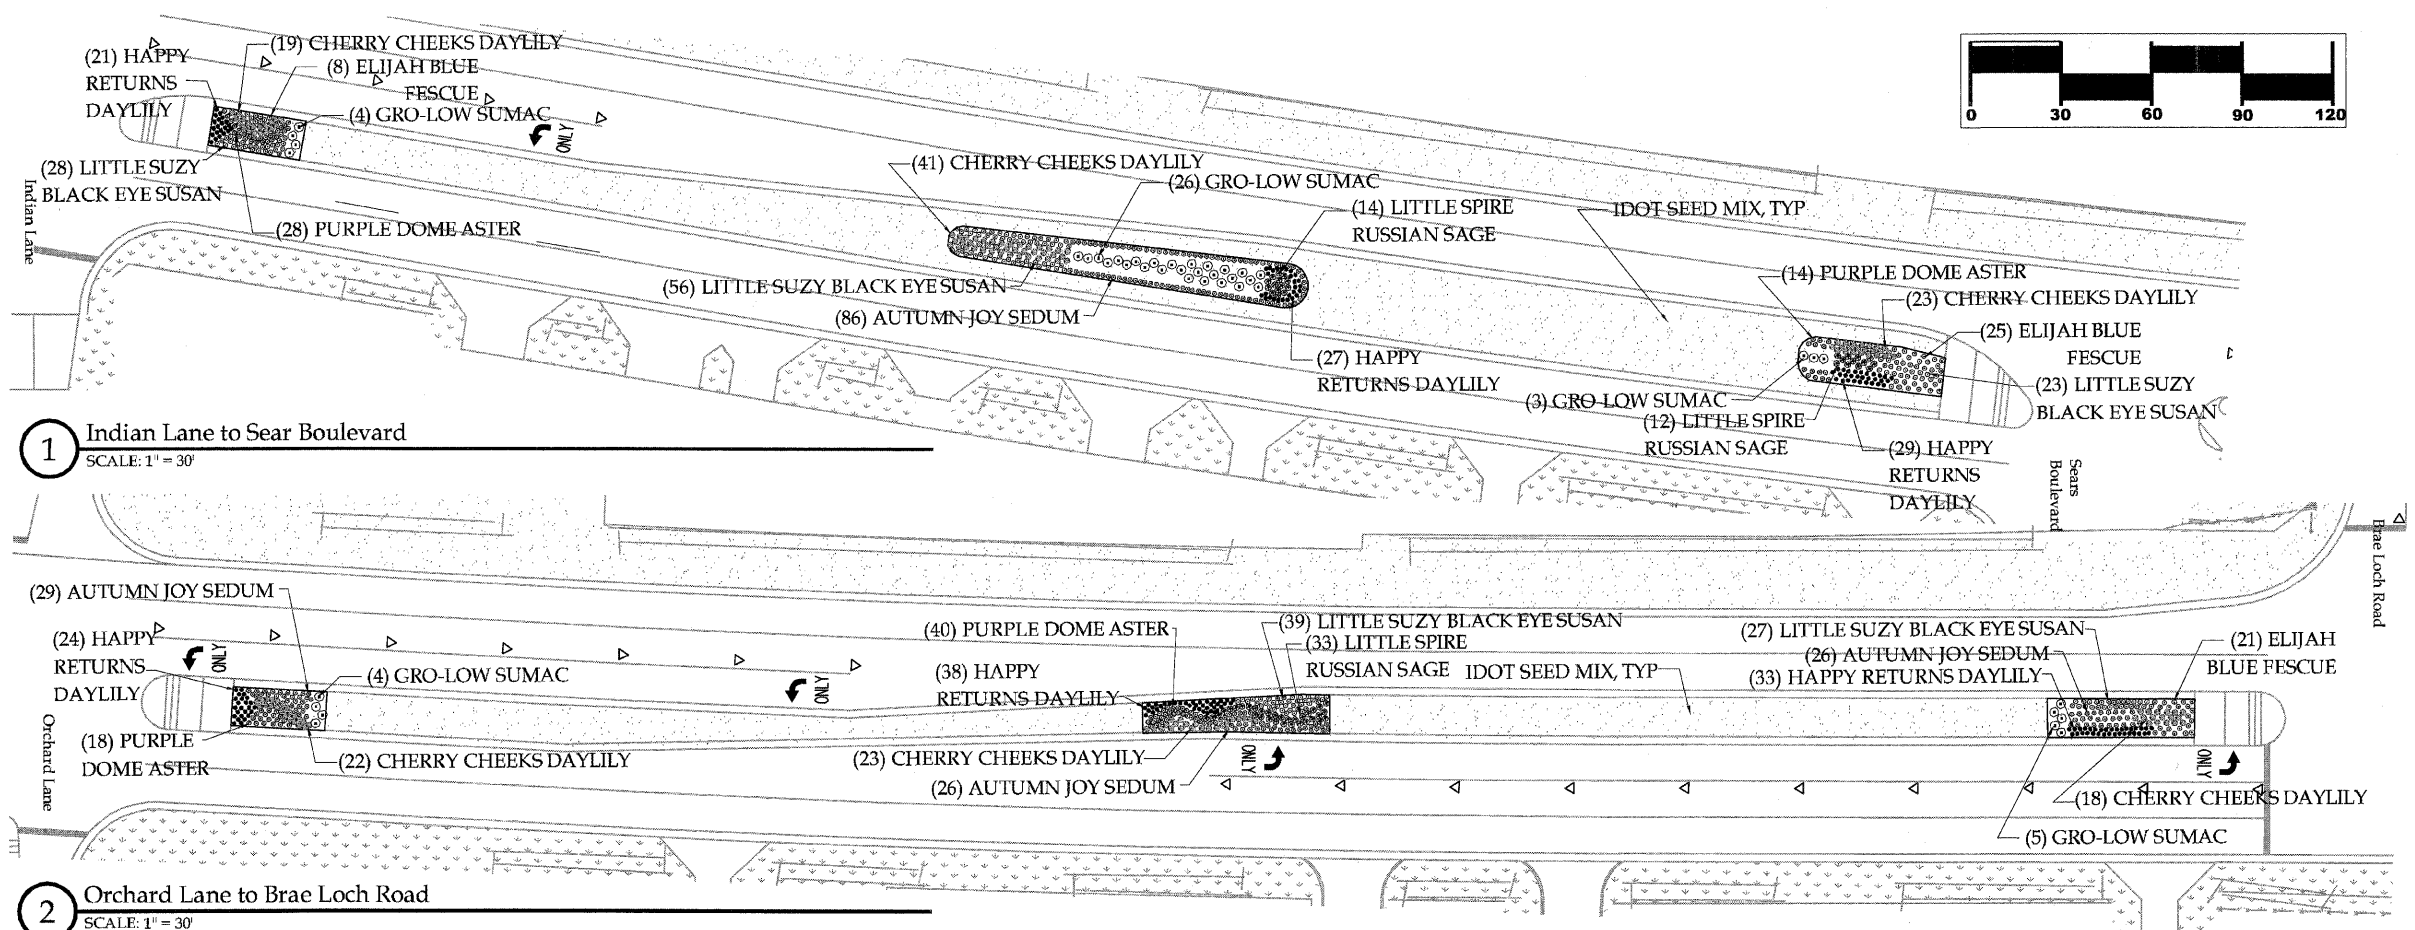 (21) HAPPY
RETURNS
DAYLILY
(19) CHERRY CHEEKS DAYLILY
(8) ELIJAH BLUE
FESCUE
(4) GRO-LOW SUMAC
ONLY
(28) LITTLE SUZY
BLACK EYE SUSAN
Indian Lane
(28) PURPLE DOME ASTER
(41) CHERRY CHEEKS DAYLILY
(26) GRO-LOW SUMAC
(14) LITTLE SPIRE
RUSSIAN SAGE
(56) LITTLE SUZY BLACK EYE SUSAN
(86) AUTUMN JOY SEDUM
(27) HAPPY
RETURNS DAYLILY
IDOT SEED MIX, TYP
0 30 60 90 120
(14) PURPLE DOME ASTER
(23) CHERRY CHEEKS DAYLILY
(25) ELIJAH BLUE
FESCUE
(23) LITTLE SUZY
BLACK EYE SUSAN
(3) GRO-LOW SUMAC
(12) LITTLE SPIRE
RUSSIAN SAGE
(29) HAPPY
RETURNS
DAYLILY
Sears
Boulevard
1
Indian Lane to Sear Boulevard
SCALE: 1" = 30'
Brae Loch Road
(29) AUTUMN JOY SEDUM
(24) HAPPY
RETURNS
DAYLILY
ONLY
(4) GRO-LOW SUMAC
ONLY
Orchard Lane
(18) PURPLE
DOME ASTER
(22) CHERRY CHEEKS DAYLILY
(40) PURPLE DOME ASTER
(38) HAPPY
RETURNS DAYLILY
(39) LITTLE SUZY BLACK EYE SUSAN
(33) LITTLE SPIRE
RUSSIAN SAGE
IDOT SEED MIX, TYP
(23) CHERRY CHEEKS DAYLILY
(26) AUTUMN JOY SEDUM
ONLY
(27) LITTLE SUZY BLACK EYE SUSAN
(26) AUTUMN JOY SEDUM
(33) HAPPY RETURNS DAYLILY
(21) ELIJAH
BLUE FESCUE
ONLY
(18) CHERRY CHEEKS DAYLILY
(5) GRO-LOW SUMAC
2
Orchard Lane to Brae Loch Road
SCALE: 1" = 30'